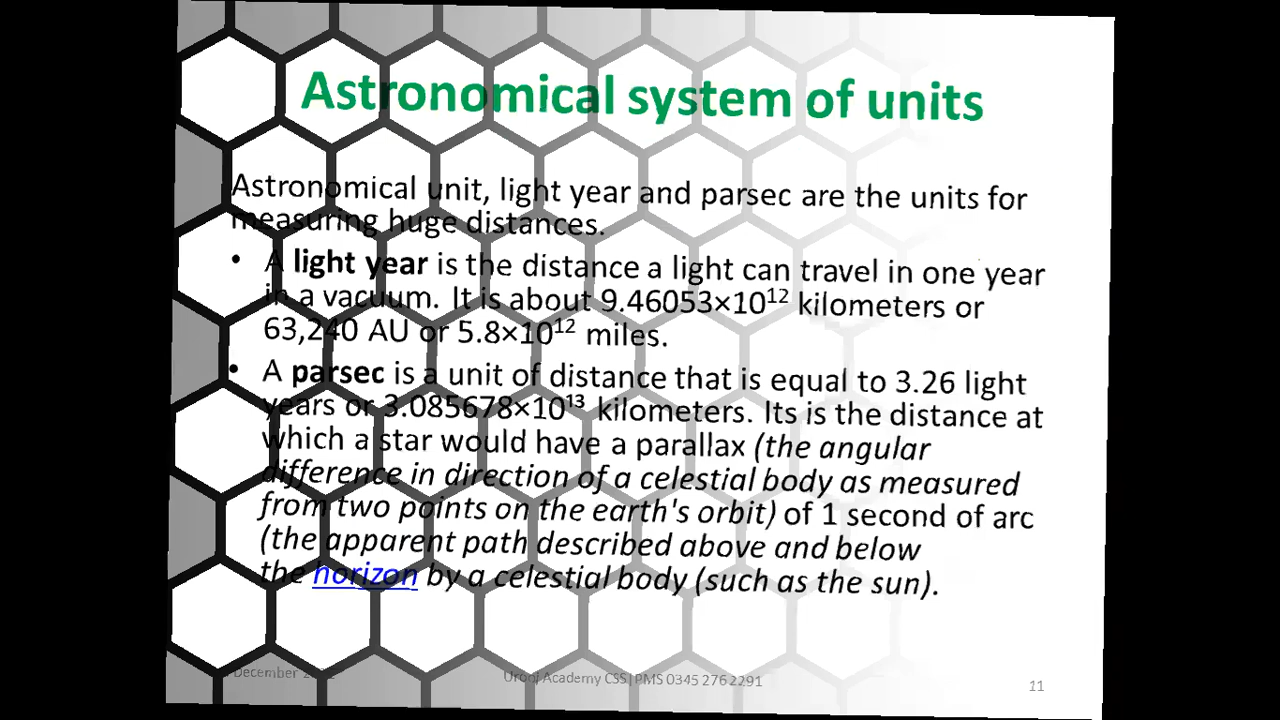 Astronomical system of units
Astronomical unit, light year and parsec are the units for
measuring huge distances.
• A light year is the distance a light can travel in one year
in a vacuum. It is about 9.46053×10¹² kilometers or
63,240 AU or 5.8×10¹² miles.
• A parsec is a unit of distance that is equal to 3.26 light
years or 3.085678×10¹³ kilometers. Its is the distance at
which a star would have a parallax (the angular
difference in direction of a celestial body as measured
from two points on the earth's orbit) of 1 second of arc
(the apparent path described above and below
the horizon by a celestial body (such as the sun).
December
Urooj Academy CSS|PMS 0345 276 2291
11